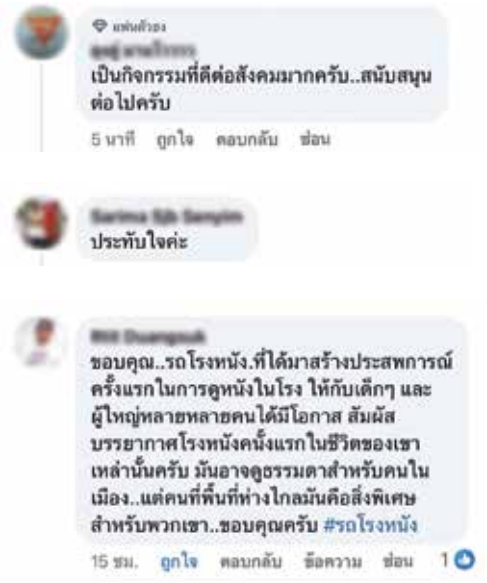 แฟนตัวยง
เป็นกิจกรรมที่ดีต่อสังคมมากครับ..สนับสนุน
ต่อไปครับ
5 นาที ถูกใจ ตอบกลับ ซ่อน
ประทับใจค่ะ
ขอบคุณ..รถโรงหนัง.ที่ได้มาสร้างประสพการณ์
ครั้งแรกในการดูหนังในโรง ให้กับเด็กๆ และ
ผู้ใหญ่หลายหลายคนได้มีโอกาส สัมผัส
บรรยากาศโรงหนังคนั้งแรกในชีวิตของเขา
เหล่านั้นครับ มันอาจดูธรรมดาสำหรับคนใน
เมือง..แต่คนที่พื้นที่ห่างไกลมันคือสิ่งพิเศษ
สำหรับพวกเขา..ขอบคุณครับ #รถโรงหนัง
15 ชม. ถูกใจ ตอบกลับ ข้อความ ซ่อน 1